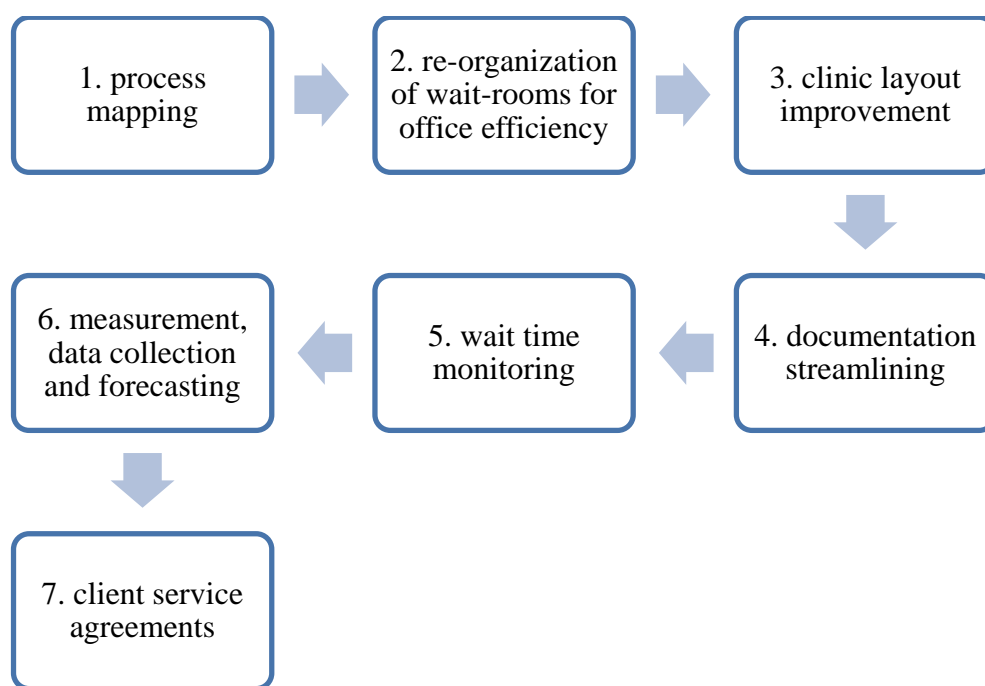 1. process
mapping
2. re-organization
of wait-rooms for
office efficiency
3. clinic layout
improvement
4. documentation
streamlining
5. wait time
monitoring
6. measurement,
data collection
and forecasting
7. client service
agreements